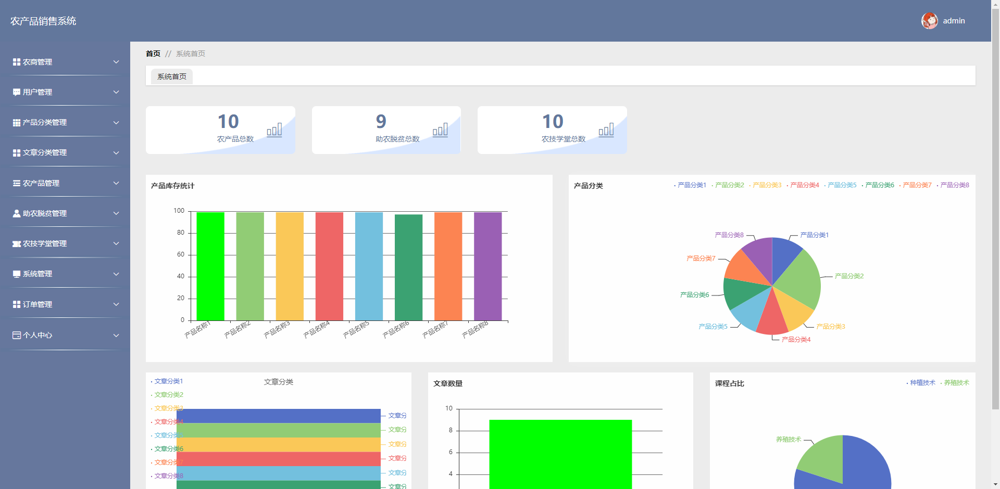 农产品销售系统
admin
农商管理
用户管理
产品分类管理
文章分类管理
农产品管理
助农脱贫管理
农技学堂管理
系统管理
订单管理
个人中心
首页 // 系统首页
系统首页
10
农产品总数
9
助农脱贫总数
10
农技学堂总数
产品库存统计
100
80
60
40
20
0
产品名称1 产品名称2 产品名称3 产品名称4 产品名称5 产品名称6 产品名称7 产品名称8
产品分类
产品分类1 产品分类2 产品分类3 产品分类4 产品分类5 产品分类6 产品分类7 产品分类8
产品分类8
产品分类1
产品分类7
产品分类2
产品分类6
产品分类5
产品分类3
产品分类4
文章分类
文章分类1
文章分类2
文章分类3
文章分类4
文章分类5
文章分类6
文章分类7
文章分类8
文章分
文章分
文章分
文章分
文章分
文章分
文章数量
10
8
6
4
课程占比
种植技术 养殖技术
养殖技术